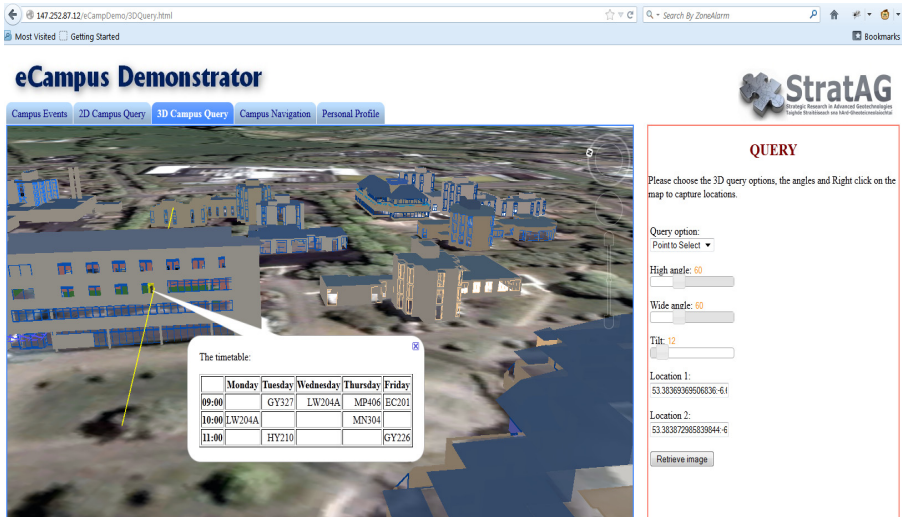 147.252.87.12/eCampDemo/3DQuery.html
Search By ZoneAlarm
Most Visited
Getting Started
Bookmarks
eCampus Demonstrator
StratAG
Strategic Research in Advanced Geotechnologies
Taighde Straitéiseach sna hArd-Gheoiteicneolaíochtaí
Campus Events
2D Campus Query
3D Campus Query
Campus Navigation
Personal Profile
The timetable:
Monday Tuesday Wednesday Thursday Friday
09:00 GY327 LW204A MP406 EC201
10:00 LW204A MN304
11:00 HY210 GY226
QUERY
Please choose the 3D query options, the angles and Right click on the
map to capture locations.
Query option:
Point to Select
High angle: 60
Wide angle: 60
Tilt: 12
Location 1:
53.38369369506836:-6.
Location 2:
53.383872985839844:-6
Retrieve image